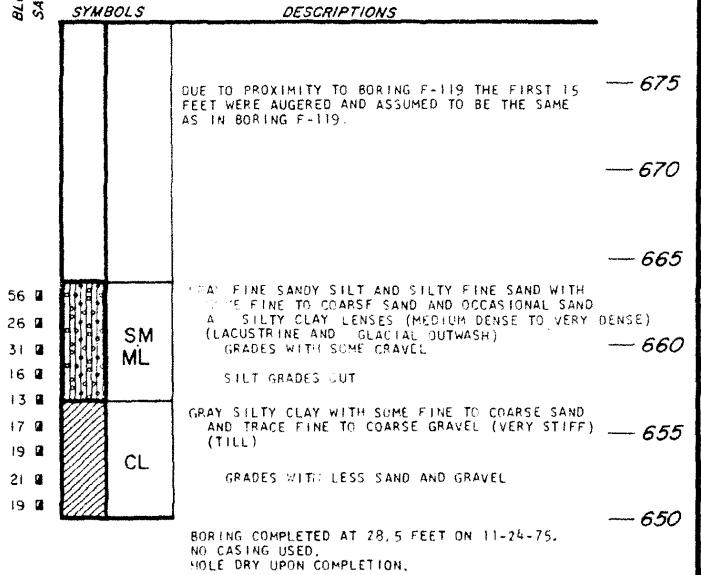 SYMBOLS DESCRIPTIONS
DUE TO PROXIMITY TO BORING F-119 THE FIRST 15
FEET WERE AUGERED AND ASSUMED TO BE THE SAME
AS IN BORING F-119.
675
670
665
FINE SANDY SILT AND SILTY FINE SAND WITH
FINE TO COARSE SAND AND OCCASIONAL SAND
SILTY CLAY LENSES (MEDIUM DENSE TO VERY DENSE)
(LACUSTRINE AND GLACIAL OUTWASH)
GRADES WITH SOME GRAVEL
SILT GRADES OUT
56
26
31
16
13
SM
ML
660
GRAY SILTY CLAY WITH SOME FINE TO COARSE SAND
AND TRACE FINE TO COARSE GRAVEL (VERY STIFF)
(TILL)
GRADES WITH LESS SAND AND GRAVEL
17
19
21
19
CL
655
650
BORING COMPLETED AT 28.5 FEET ON 11-24-75.
NO CASING USED.
HOLE DRY UPON COMPLETION.